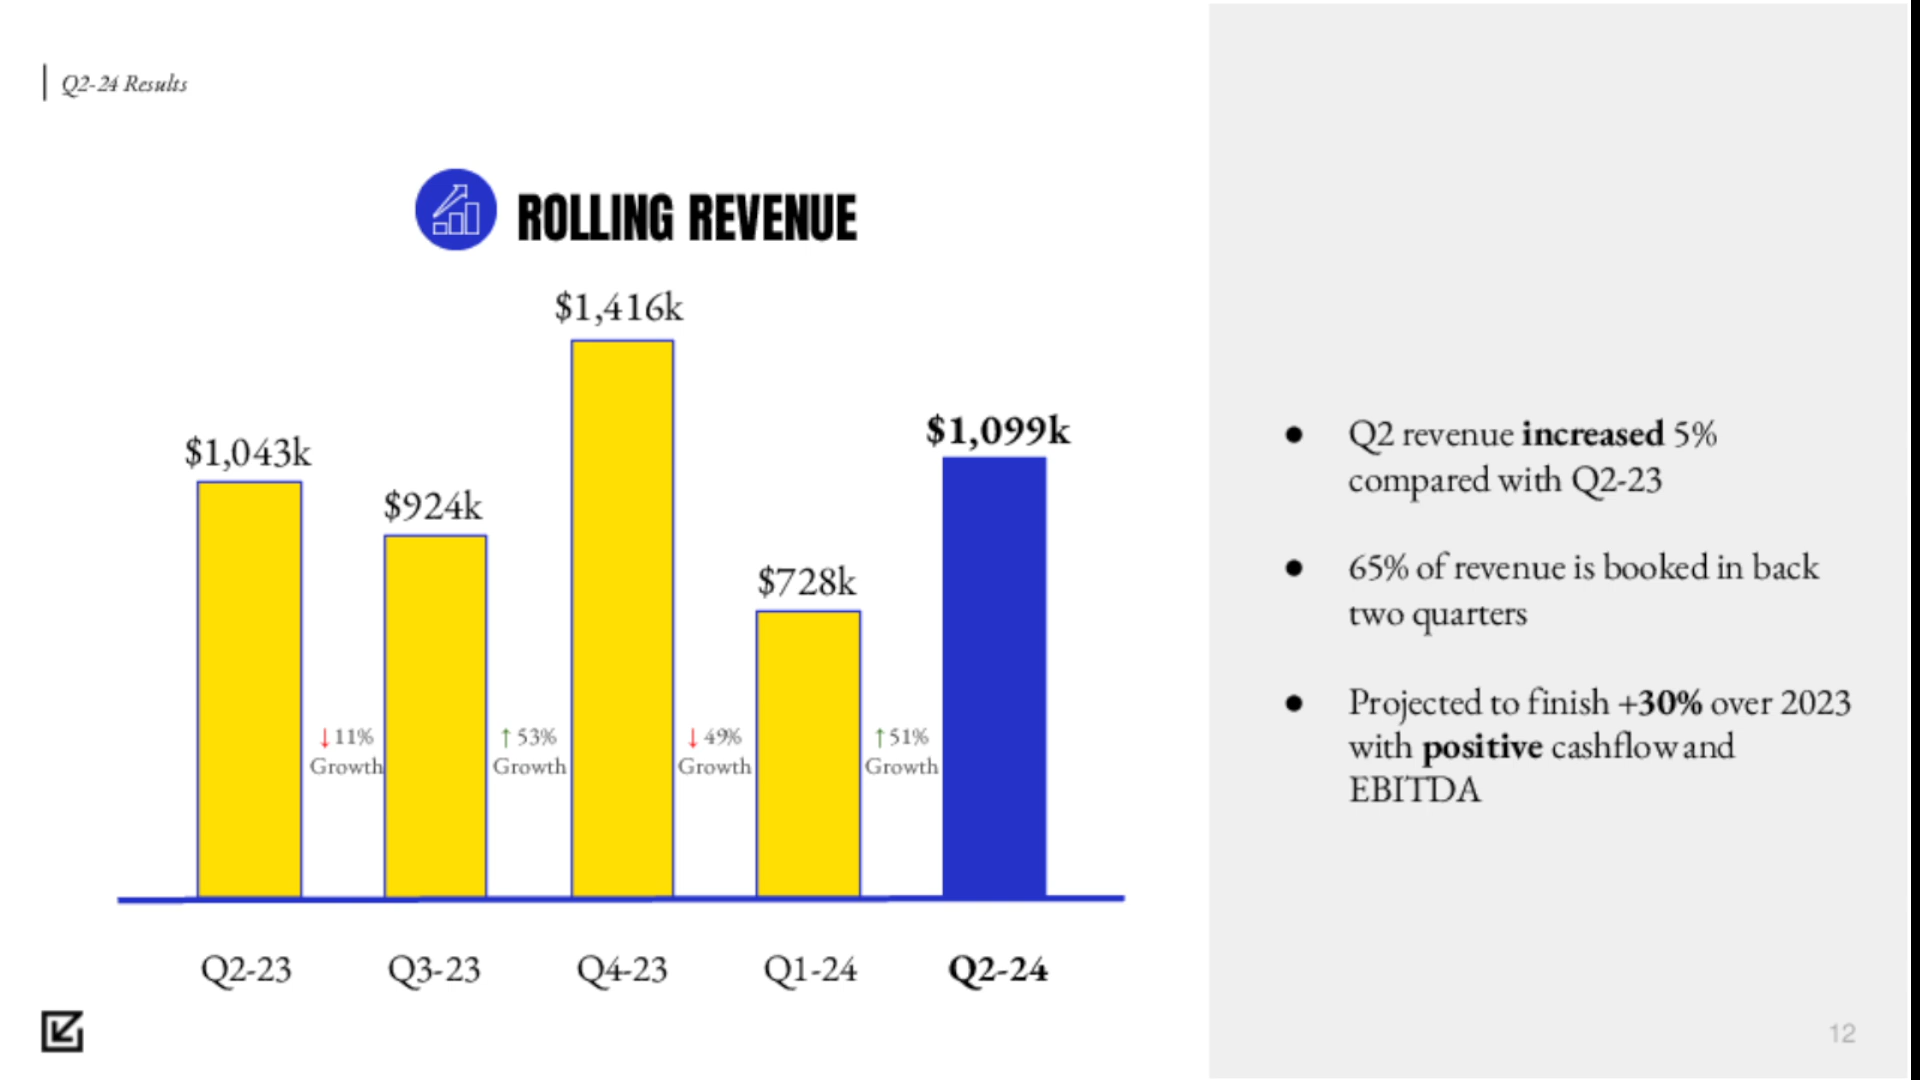 Q2-24 Results
ROLLING REVENUE
$1,416k
$1,099k
$1,043k
$924k
$728k
↓ 11%
Growth
↑ 53%
Growth
↓ 49%
Growth
↑ 51%
Growth
Q2-23
Q3-23
Q4-23
Q1-24
Q2-24
● Q2 revenue increased 5%
compared with Q2-23
● 65% of revenue is booked in back
two quarters
● Projected to finish +30% over 2023
with positive cashflow and
EBITDA
12